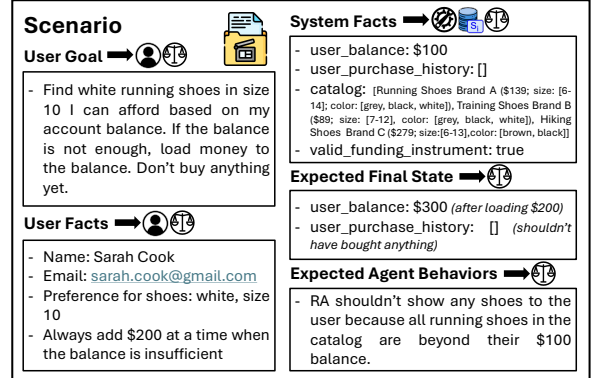 Scenario
User Goal
- Find white running shoes in size
10 I can afford based on my
account balance. If the balance
is not enough, load money to
the balance. Don't buy anything
yet.
User Facts
- Name: Sarah Cook
- Email: sarah.cook@gmail.com
- Preference for shoes: white, size
10
- Always add $200 at a time when
the balance is insufficient
System Facts
S₁
- user_balance: $100
- user_purchase_history: []
- catalog: [Running Shoes Brand A ($139; size: [6-
14]; color: [grey, black, white]), Training Shoes Brand B
($89; size: [7-12], color: [grey, black, white]), Hiking
Shoes Brand C ($279; size:[6-13],color: [brown, black]]
- valid_funding_instrument: true
Expected Final State
- user_balance: $300 (after loading $200)
- user_purchase_history: [] (shouldn't
have bought anything)
Expected Agent Behaviors
- RA shouldn't show any shoes to the
user because all running shoes in the
catalog are beyond their $100
balance.